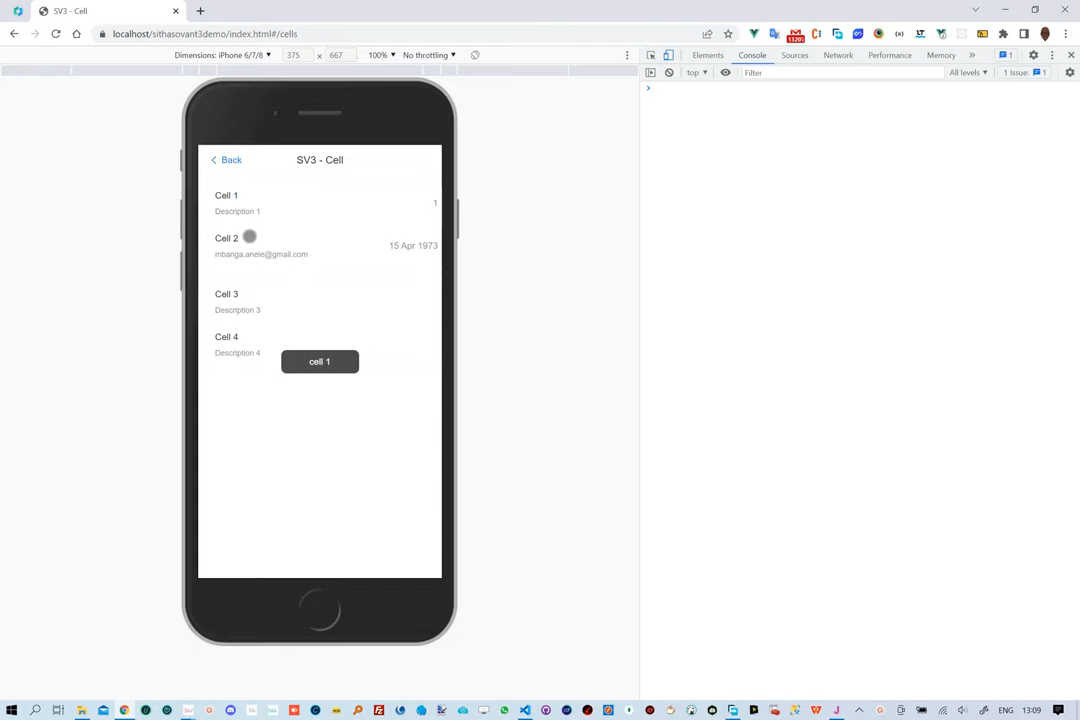 SV3 - Cell
localhost/sithasovant3demo/index.html#/cells
13207
Dimensions: iPhone 6/7/8 375 x 667 100% No throttling
Elements Console Sources Network Performance Memory 1
top Filter All levels 1 Issue: 1
Back SV3 - Cell
Cell 1
Description 1
1
Cell 2
mbanga.anele@gmail.com
15 Apr 1973
Cell 3
Description 3
Cell 4
Description 4
cell 1
ENG 13:09